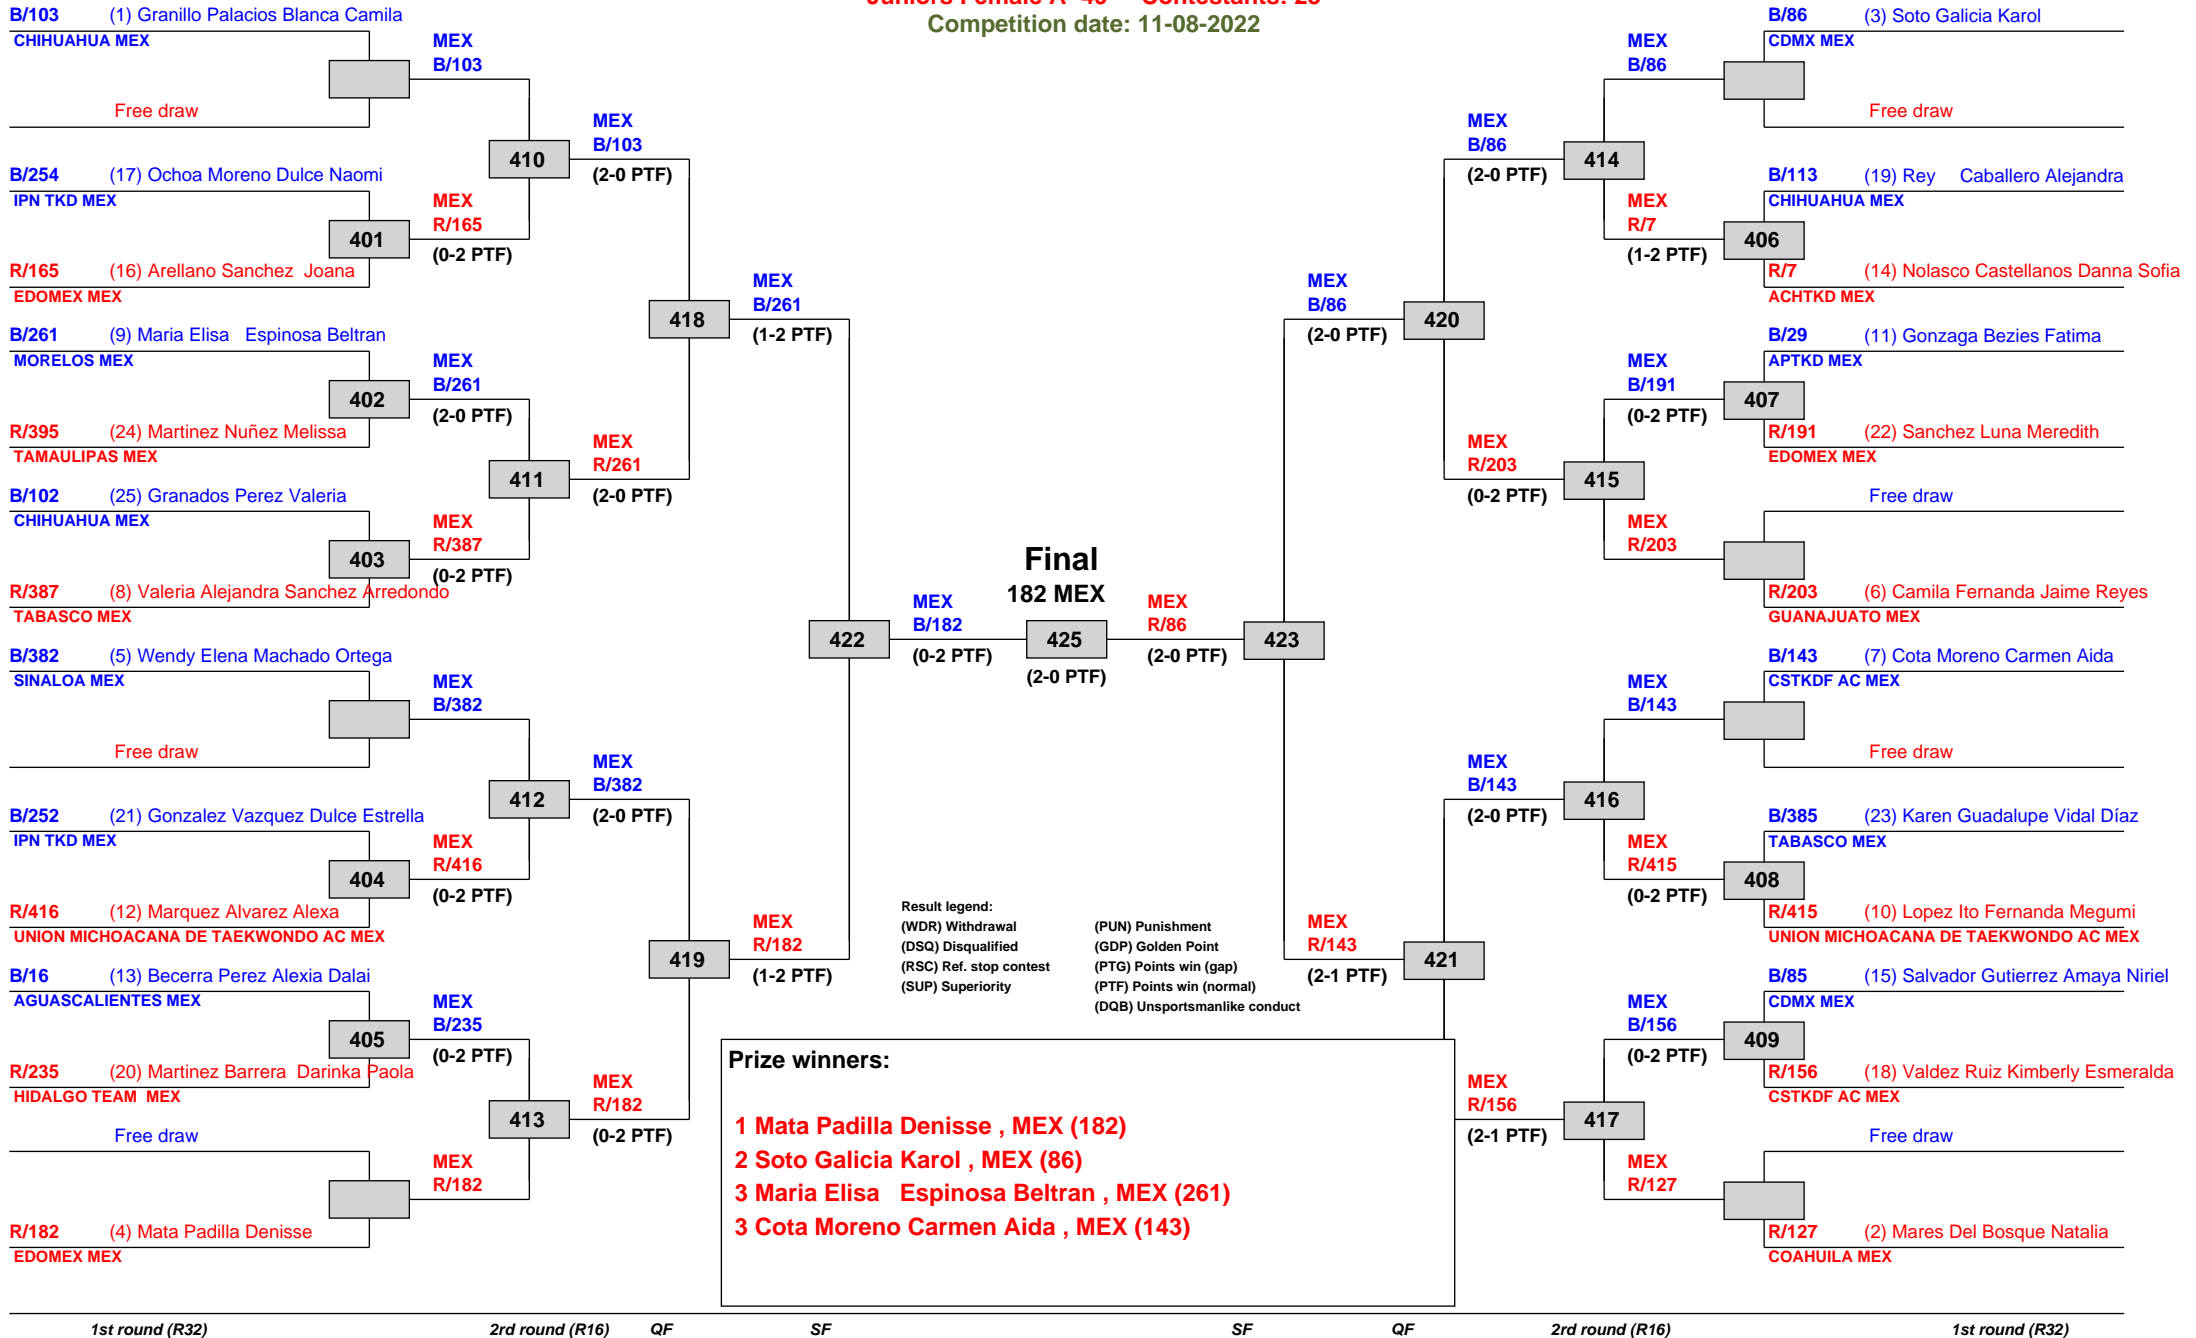 Competition date: 11-08-2022
B/103 (1) Granillo Palacios Blanca Camila
CHIHUAHUA MEX
Free draw
B/254 (17) Ochoa Moreno Dulce Naomi
IPN TKD MEX
401
R/165 (16) Arellano Sanchez Joana
EDOMEX MEX
B/261 (9) Maria Elisa Espinosa Beltran
MORELOS MEX
402
R/395 (24) Martinez Nuñez Melissa
TAMAULIPAS MEX
B/102 (25) Granados Perez Valeria
CHIHUAHUA MEX
403
R/387 (8) Valeria Alejandra Sanchez Arredondo
TABASCO MEX
B/382 (5) Wendy Elena Machado Ortega
SINALOA MEX
Free draw
B/252 (21) Gonzalez Vazquez Dulce Estrella
IPN TKD MEX
404
R/416 (12) Marquez Alvarez Alexa
UNION MICHOACANA DE TAEKWONDO AC MEX
B/16 (13) Becerra Perez Alexia Dalai
AGUASCALIENTES MEX
405
R/235 (20) Martinez Barrera Darinka Paola
HIDALGO TEAM MEX
Free draw
R/182 (4) Mata Padilla Denisse
EDOMEX MEX
MEX
B/103
410
MEX
R/165
(0-2 PTF)
MEX
B/261
(2-0 PTF)
411
MEX
R/387
(0-2 PTF)
MEX
B/382
412
MEX
R/416
(0-2 PTF)
MEX
B/235
(0-2 PTF)
413
MEX
R/182
MEX
B/103
(2-0 PTF)
418
MEX
R/261
(2-0 PTF)
MEX
B/382
(2-0 PTF)
419
MEX
R/182
(0-2 PTF)
MEX
B/261
(1-2 PTF)
422
MEX
R/182
(1-2 PTF)
MEX
B/182
(0-2 PTF)
Final
182 MEX
425
(2-0 PTF)
MEX
R/86
(2-0 PTF)
423
MEX
B/86
(2-0 PTF)
420
MEX
R/143
(2-1 PTF)
421
MEX
B/86
(2-0 PTF)
414
MEX
R/203
(0-2 PTF)
415
MEX
B/143
(2-0 PTF)
416
MEX
R/156
(2-1 PTF)
417
MEX
B/86
MEX
R/7
(1-2 PTF)
MEX
B/191
(0-2 PTF)
MEX
R/203
MEX
B/143
MEX
R/415
(0-2 PTF)
MEX
B/156
(0-2 PTF)
MEX
R/127
B/86 (3) Soto Galicia Karol
CDMX MEX
Free draw
B/113 (19) Rey Caballero Alejandra
CHIHUAHUA MEX
406
R/7 (14) Nolasco Castellanos Danna Sofia
ACHTKD MEX
B/29 (11) Gonzaga Bezies Fatima
APTKD MEX
407
R/191 (22) Sanchez Luna Meredith
EDOMEX MEX
Free draw
R/203 (6) Camila Fernanda Jaime Reyes
GUANAJUATO MEX
B/143 (7) Cota Moreno Carmen Aida
CSTKDF AC MEX
Free draw
B/385 (23) Karen Guadalupe Vidal Díaz
TABASCO MEX
408
R/415 (10) Lopez Ito Fernanda Megumi
UNION MICHOACANA DE TAEKWONDO AC MEX
B/85 (15) Salvador Gutierrez Amaya Niriel
CDMX MEX
409
R/156 (18) Valdez Ruiz Kimberly Esmeralda
CSTKDF AC MEX
Free draw
R/127 (2) Mares Del Bosque Natalia
COAHUILA MEX
Result legend:
(WDR) Withdrawal (PUN) Punishment
(DSQ) Disqualified (GDP) Golden Point
(RSC) Ref. stop contest (PTG) Points win (gap)
(SUP) Superiority (PTF) Points win (normal)
(DQB) Unsportsmanlike conduct
Prize winners:
1 Mata Padilla Denisse , MEX (182)
2 Soto Galicia Karol , MEX (86)
3 Maria Elisa Espinosa Beltran , MEX (261)
3 Cota Moreno Carmen Aida , MEX (143)
1st round (R32) 2rd round (R16) QF SF SF QF 2rd round (R16) 1st round (R32)